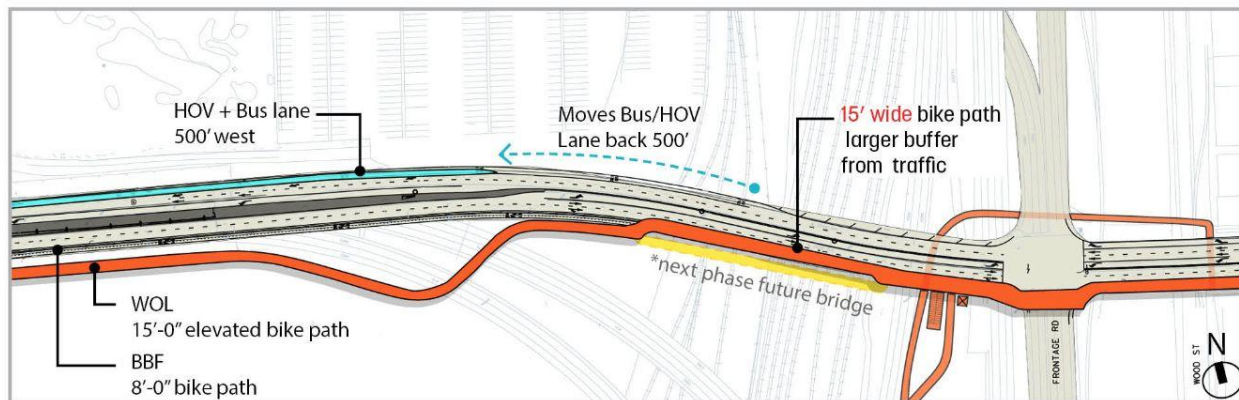 HOV + Bus lane
500' west
Moves Bus/HOV
Lane back 500'
15' wide bike path
larger buffer
from traffic
*next phase future bridge
WOL
15'-0" elevated bike path
BBF
8'-0" bike path
FRONTAGE RD
WOOD ST
N